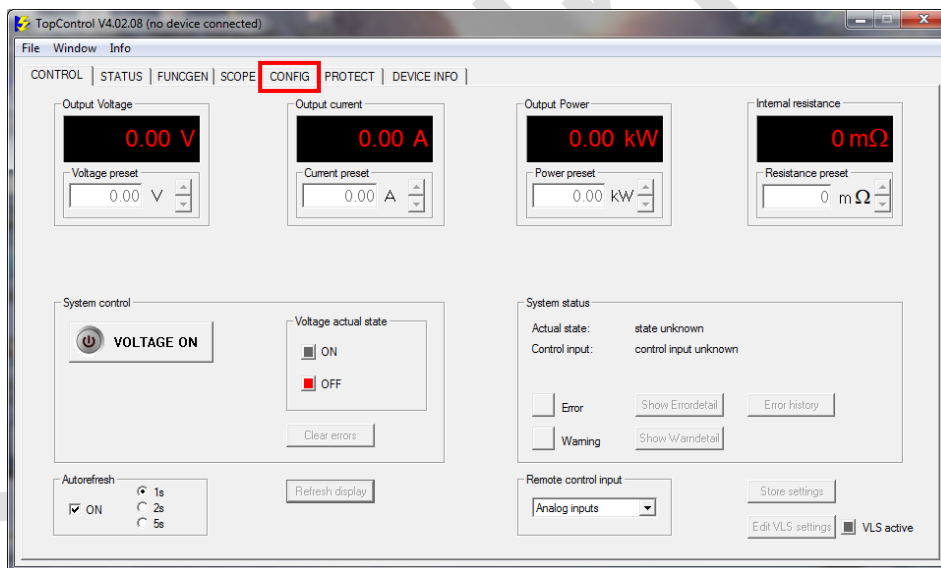 TopControl V4.02.08 (no device connected)
File Window Info
CONTROL STATUS FUNCGEN SCOPE CONFIG PROTECT DEVICE INFO
Output Voltage Output current Output Power Internal resistance
0.00 V 0.00 A 0.00 kW 0 mΩ
Voltage preset Current preset Power preset Resistance preset
0.00 V 0.00 A 0.00 kW 0 m Ω
System control System status
Voltage actual state
Actual state: state unknown
VOLTAGE ON
ON
Control input: control input unknown
OFF
Error Show Errordetail Error history
Clear errors
Warning Show Warndetail
Autorefresh Remote control input
1s
Refresh display
Store settings
ON 2s
Analog inputs
5s
Edit VLS settings VLS active